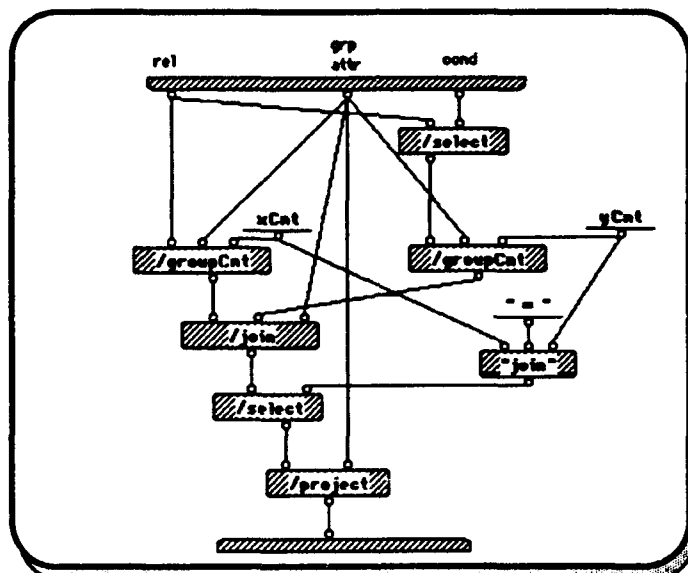 rel
grp
attr
cond
/select
xCnt
yCnt
/groupCnt
/groupCnt
"="
/join
"join"
/select
/project